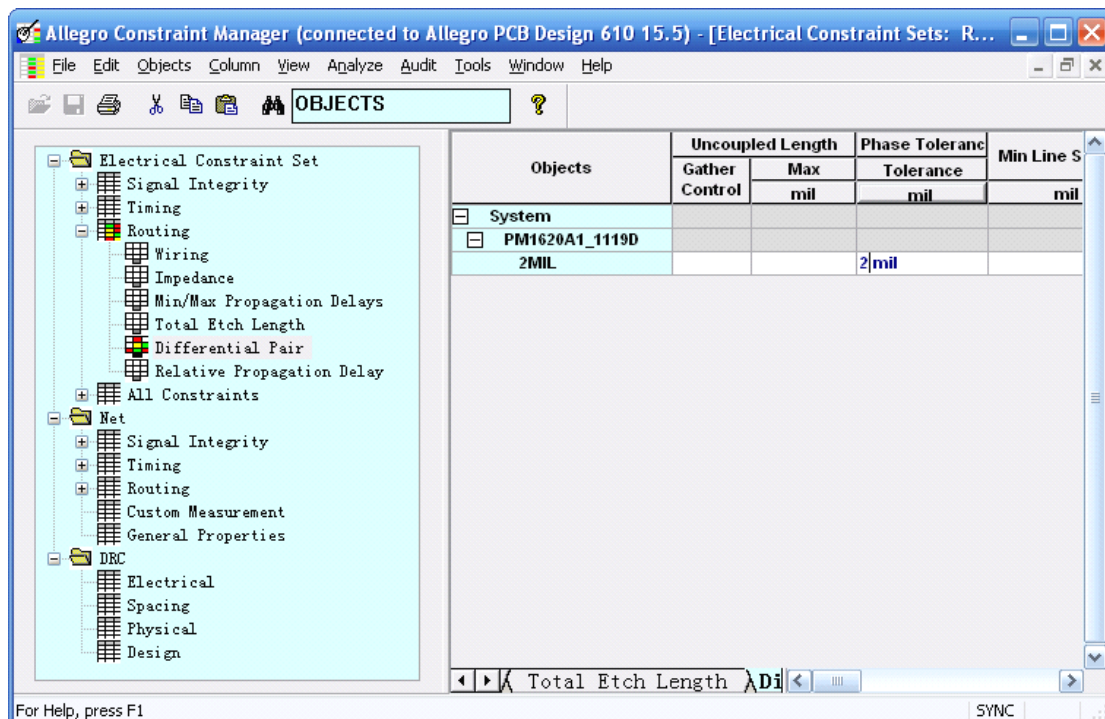 Allegro Constraint Manager (connected to Allegro PCB Design 610 15.5) - [Electrical Constraint Sets: R...
File Edit Objects Column View Analyze Audit Tools Window Help
OBJECTS
Electrical Constraint Set
Signal Integrity
Timing
Routing
Wiring
Impedance
Min/Max Propagation Delays
Total Etch Length
Differential Pair
Relative Propagation Delay
All Constraints
Net
Signal Integrity
Timing
Routing
Custom Measurement
General Properties
DRC
Electrical
Spacing
Physical
Design
Objects
Uncoupled Length
Phase Toleranc
Min Line S
Gather
Control
Max
Tolerance
mil
mil
mil
System
PM1620A1_1119D
2MIL
2 mil
Total Etch Length
Di
For Help, press F1
SYNC